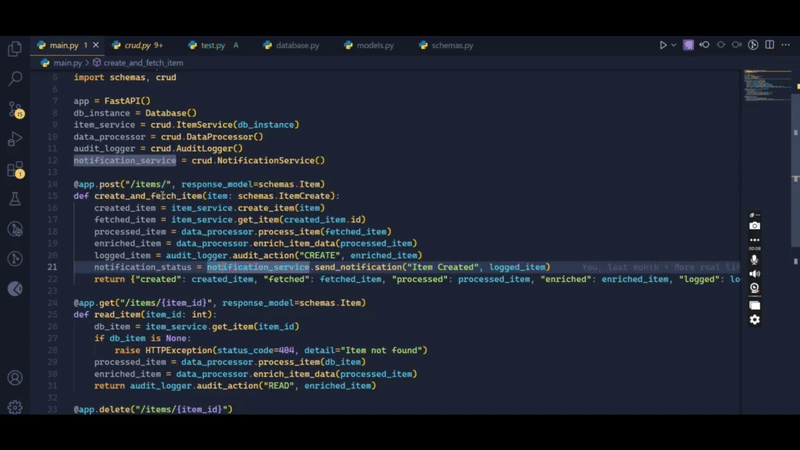 main.py 1 × crud.py 9+ test.py A database.py models.py schemas.py
main.py > create_and_fetch_item
5 import schemas, crud
6
7 app = FastAPI()
8 db_instance = Database()
9 item_service = crud.ItemService(db_instance)
10 data_processor = crud.DataProcessor()
11 audit_logger = crud.AuditLogger()
12 notification_service = crud.NotificationService()
13
14 @app.post("/items/", response_model=schemas.Item)
15 def create_and_fetch_item(item: schemas.ItemCreate):
16 created_item = item_service.create_item(item)
17 fetched_item = item_service.get_item(created_item.id)
18 processed_item = data_processor.process_item(fetched_item)
19 enriched_item = data_processor.enrich_item_data(processed_item)
20 logged_item = audit_logger.audit_action("CREATE", enriched_item)
21 notification_status = notification_service.send_notification("Item Created", logged_item) You, last month • More real
22 return {"created": created_item, "fetched": fetched_item, "processed": processed_item, "enriched": enriched_item, "logged": lo
23
24 @app.get("/items/{item_id}", response_model=schemas.Item)
25 def read_item(item_id: int):
26 db_item = item_service.get_item(item_id)
27 if db_item is None:
28 raise HTTPException(status_code=404, detail="Item not found")
29 processed_item = data_processor.process_item(db_item)
30 enriched_item = data_processor.enrich_item_data(processed_item)
31 return audit_logger.audit_action("READ", enriched_item)
32
33 @app.delete("/items/{item_id}")
15
1